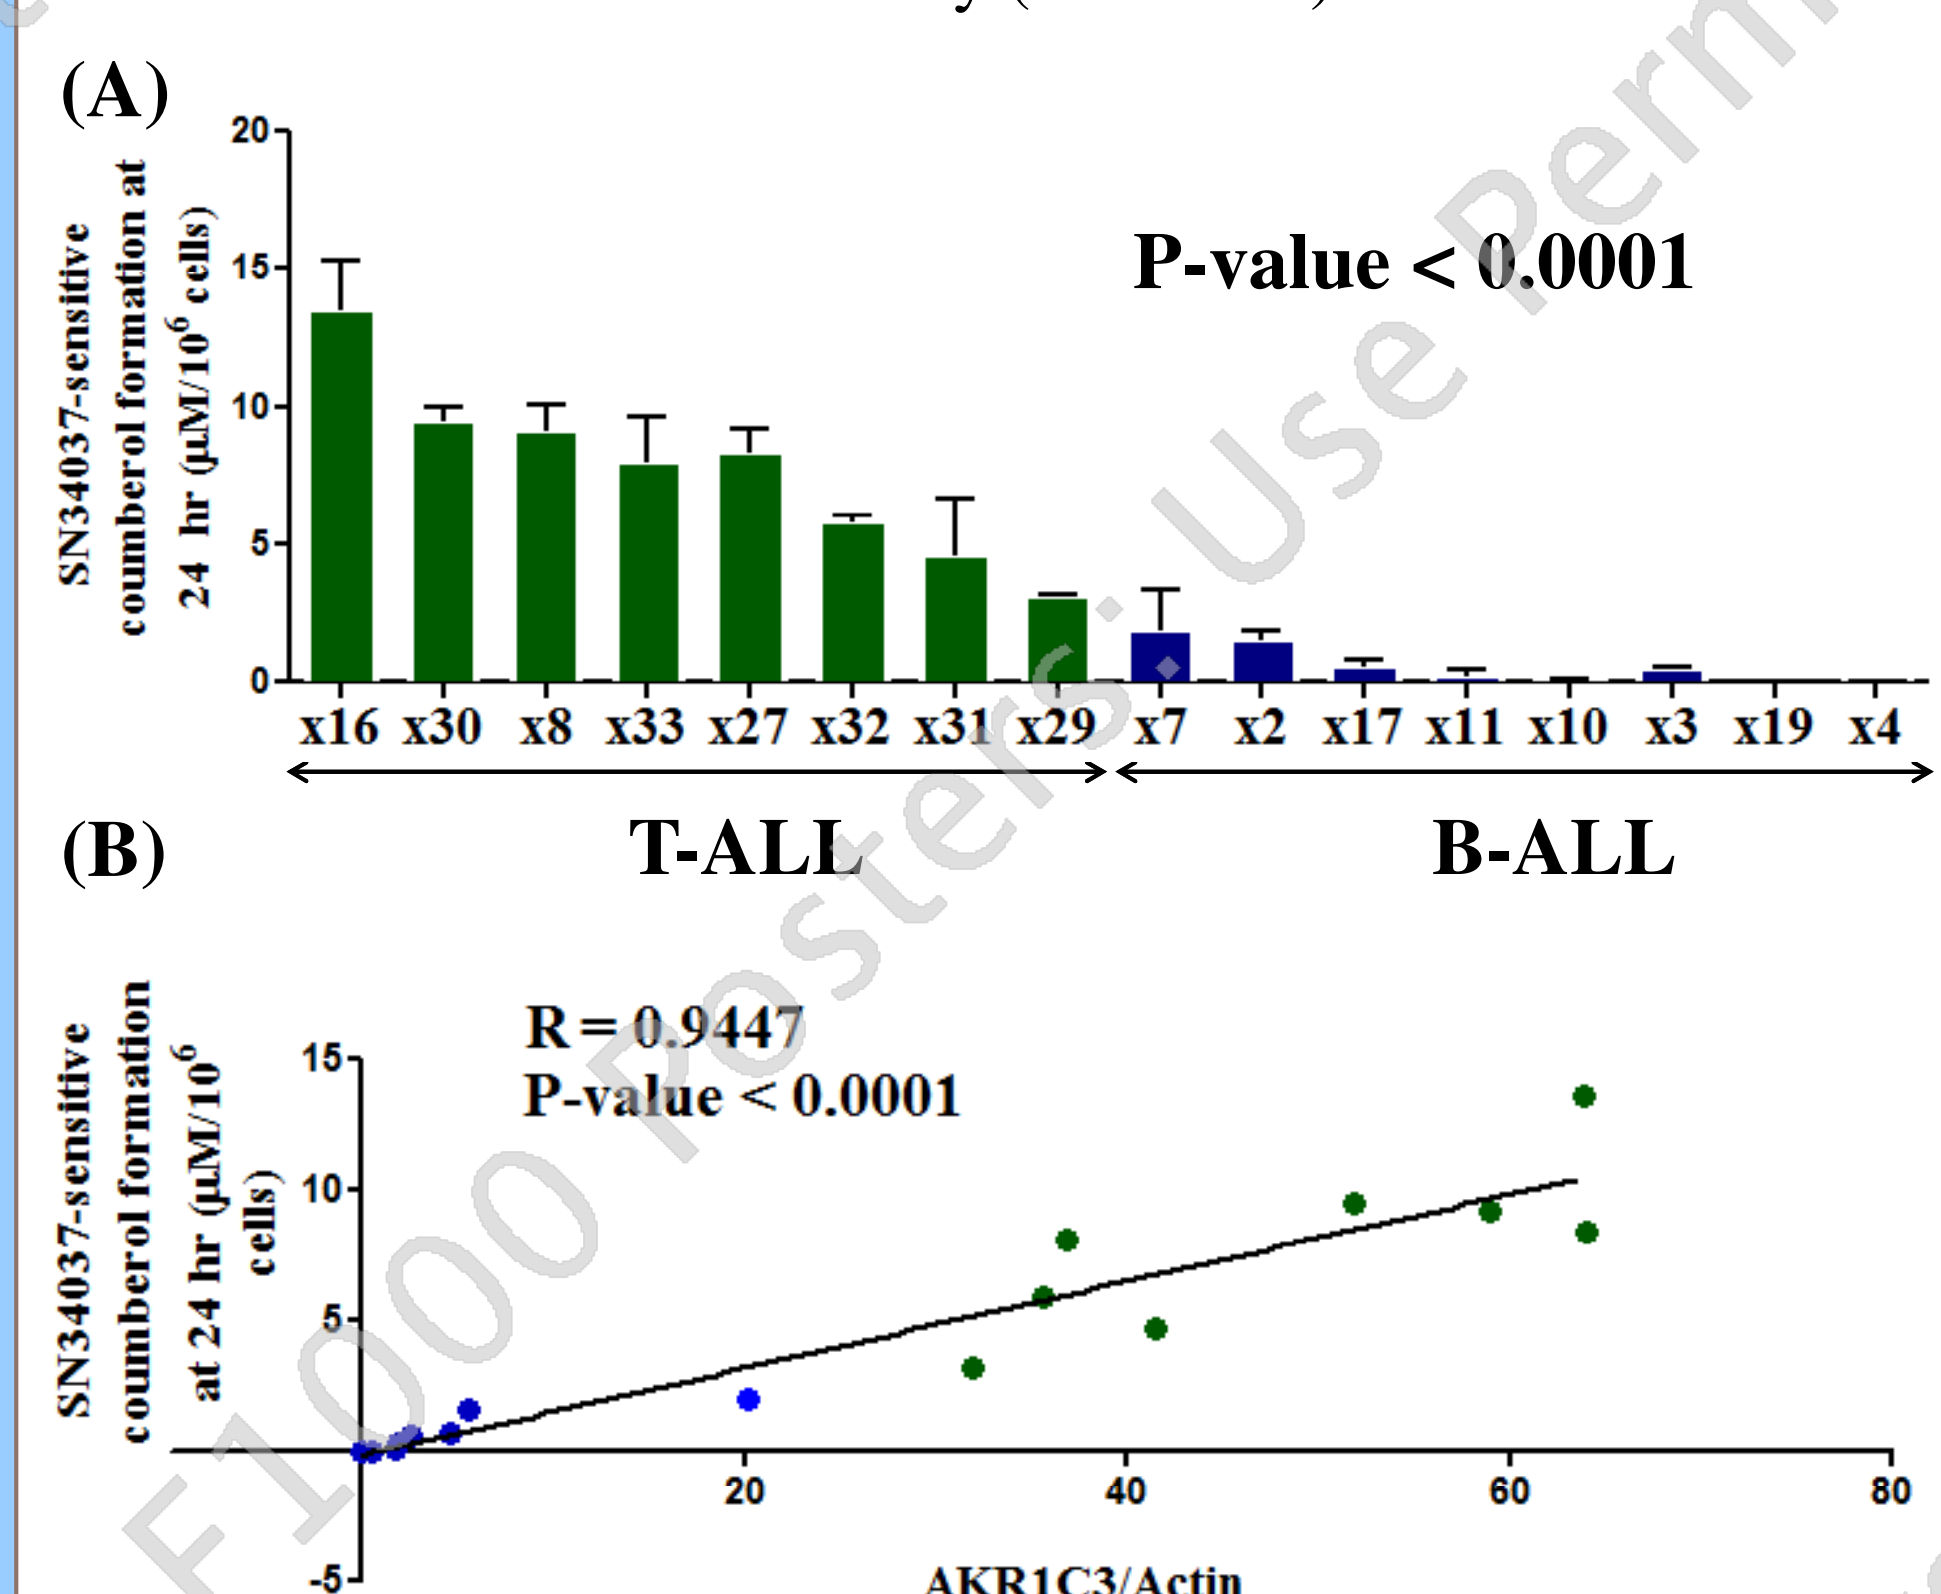 y (
)
(A)
SN34037-sensitive
coumberol formation at
24 hr (µM/10⁶ cells)
20
15
10
5
0
P-value < 0.0001
x16 x30 x8 x33 x27 x32 x31 x29 x7 x2 x17 x11 x10 x3 x19 x4
T-ALL B-ALL
(B)
SN34037-sensitive
coumberol formation
at 24 hr (µM/10⁶
cells)
R = 0.9447
P-value < 0.0001
15
10
5
-5
20 40 60 80
AKR1C3/Actin
F1000 Posters: Use Perm